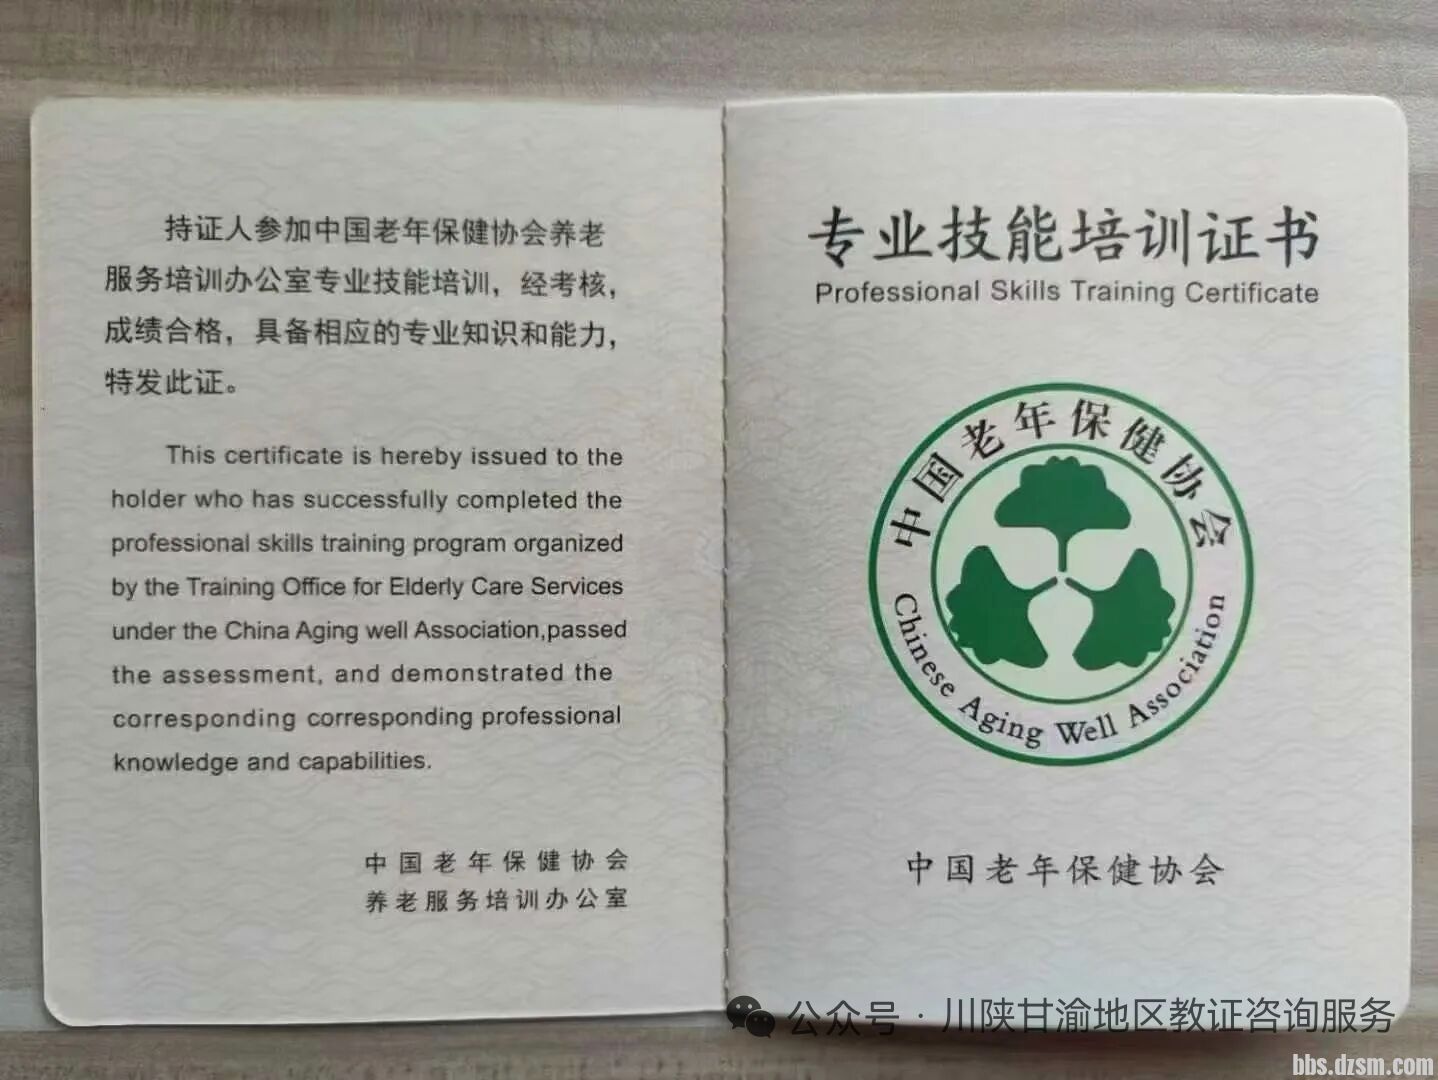 持证人参加中国老年保健协会养老
服务培训办公室专业技能培训，经考核，
成绩合格，具备相应的专业知识和能力，
特发此证。
This certificate is hereby issued to the
holder who has successfully completed the
professional skills training program organized
by the Training Office for Elderly Care Services
under the China Aging well Association,passed
the assessment, and demonstrated the
corresponding corresponding professional
knowledge and capabilities.
中国老年保健协会
养老服务培训办公室
专业技能培训证书
Professional Skills Training Certificate
中国老年保健协会
Chinese Aging Well Association
中国老年保健协会
公众号·川陕甘渝地区教证咨询服务
bbs.dzsm.com